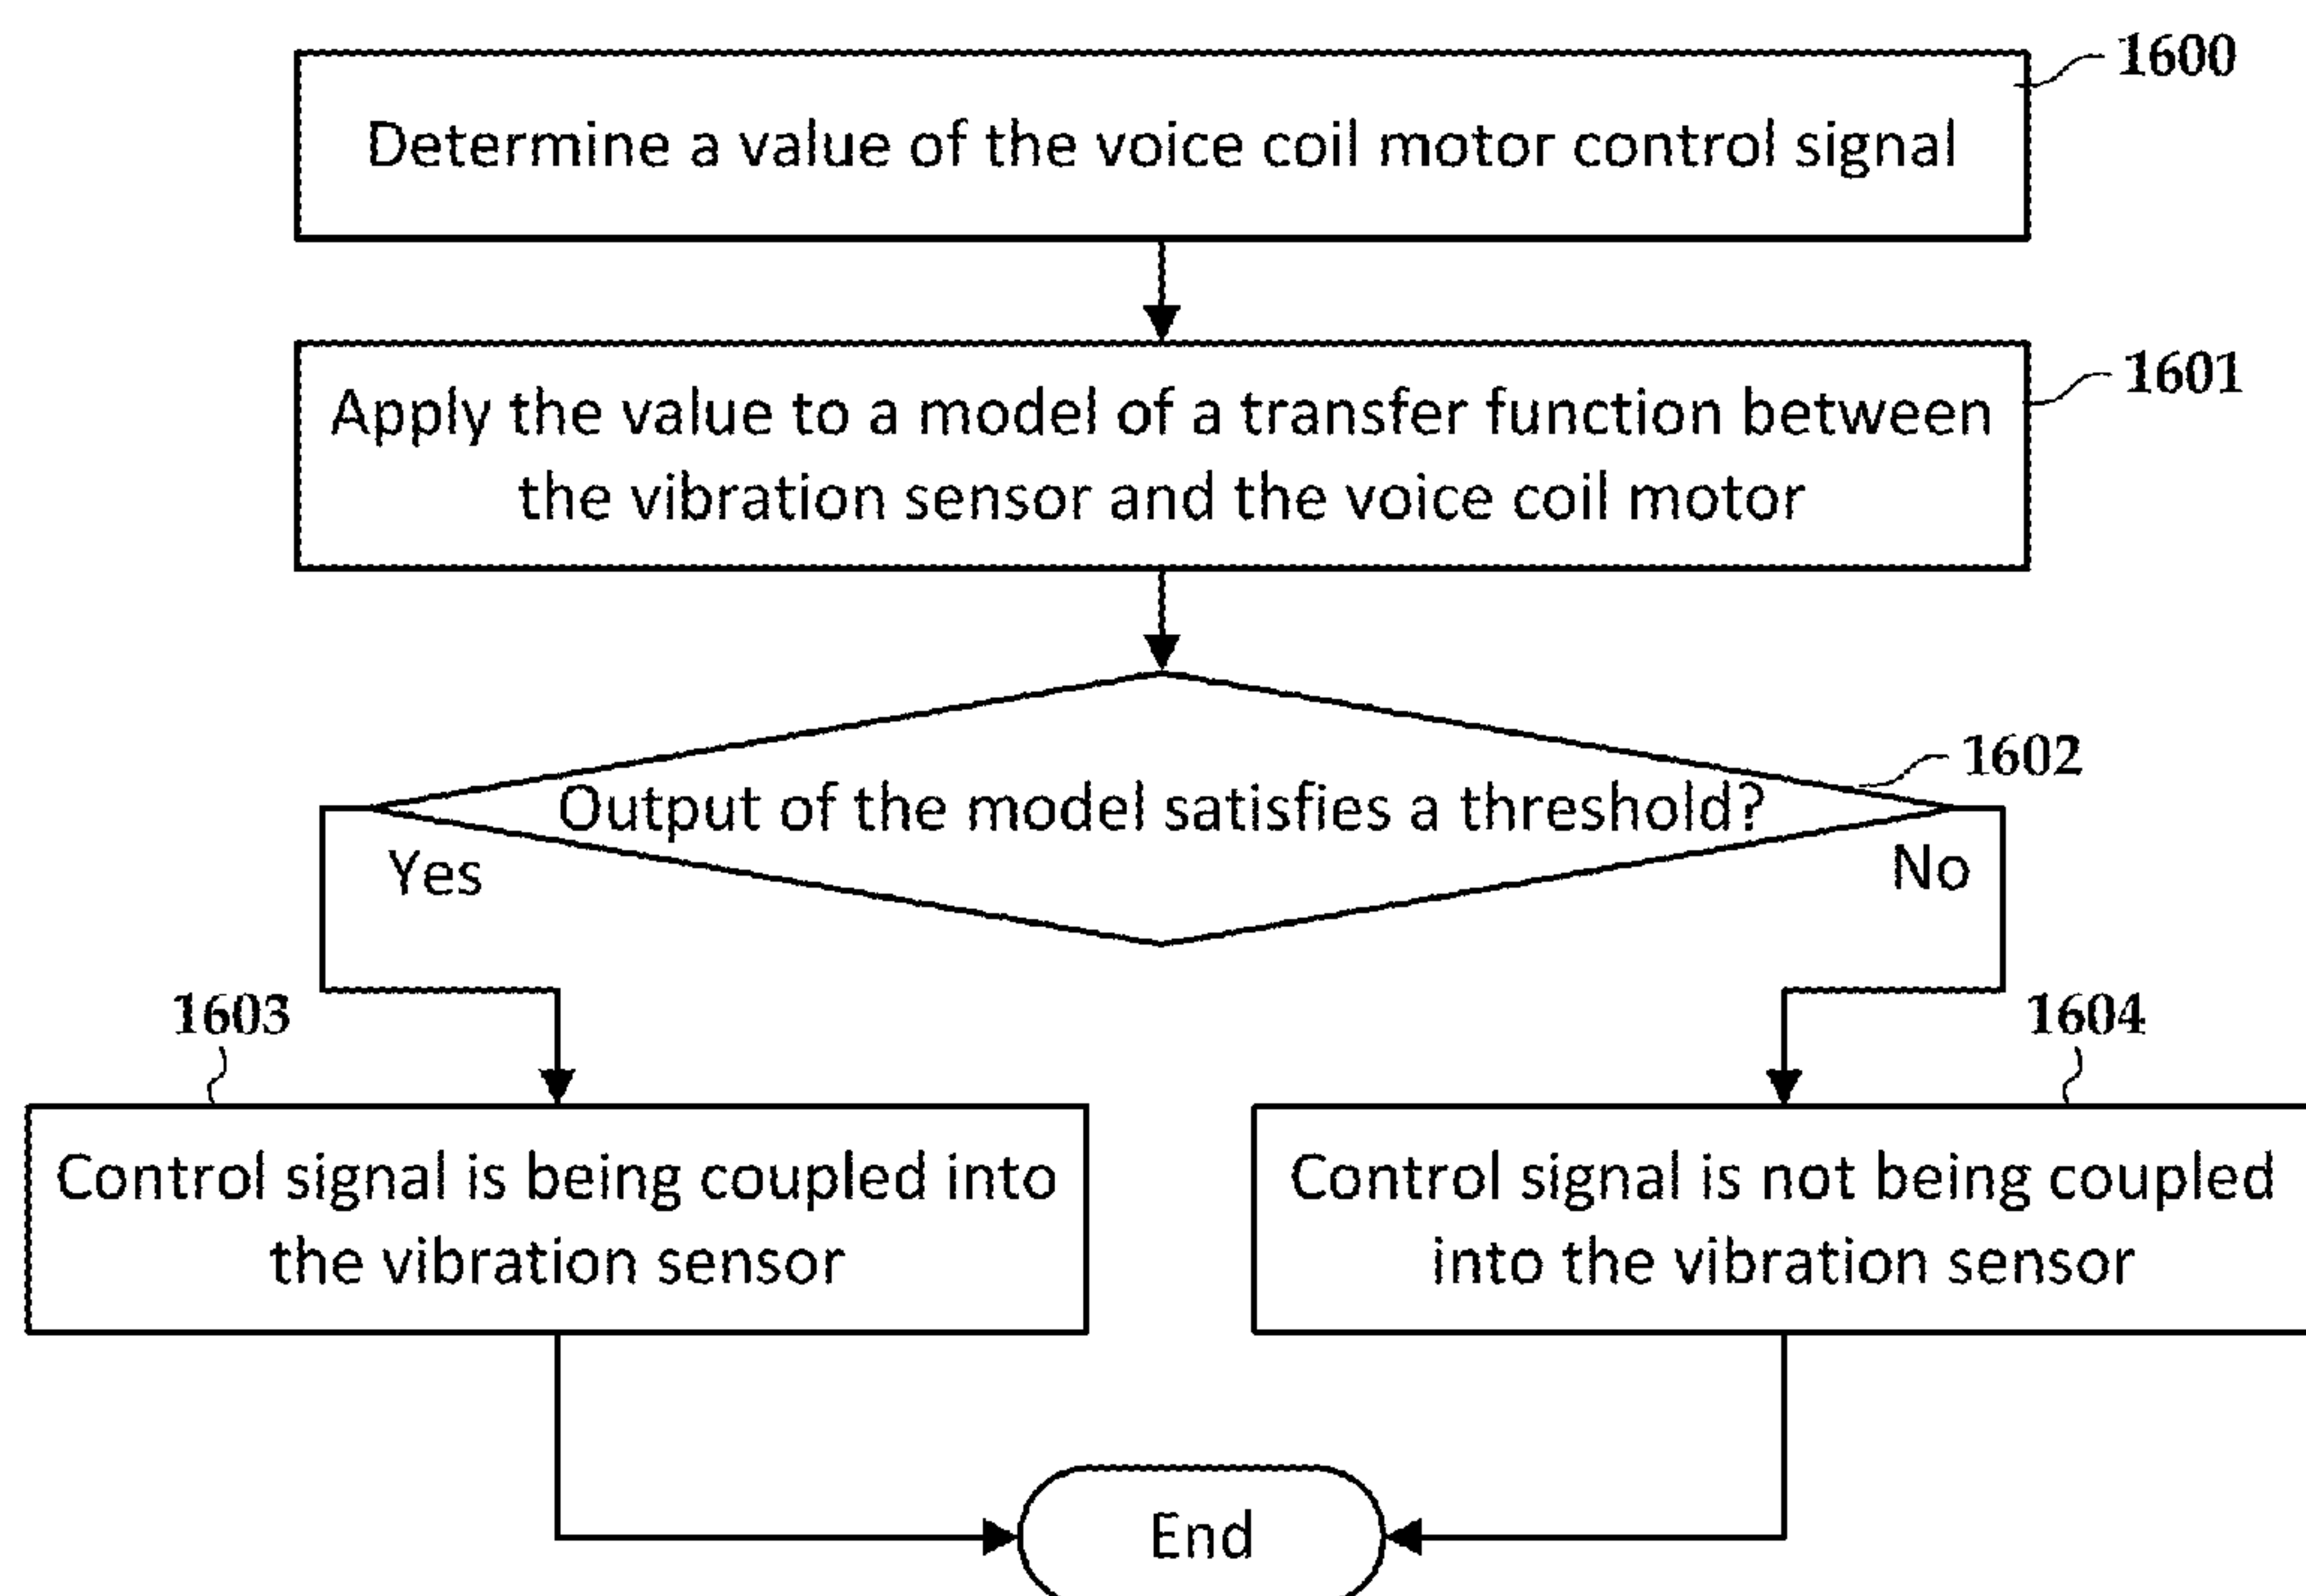 1600
Determine a value of the voice coil motor control signal
1601
Apply the value to a model of a transfer function between
the vibration sensor and the voice coil motor
1602
Output of the model satisfies a threshold?
Yes
No
1603
1604
Control signal is being coupled into
the vibration sensor
Control signal is not being coupled
into the vibration sensor
End